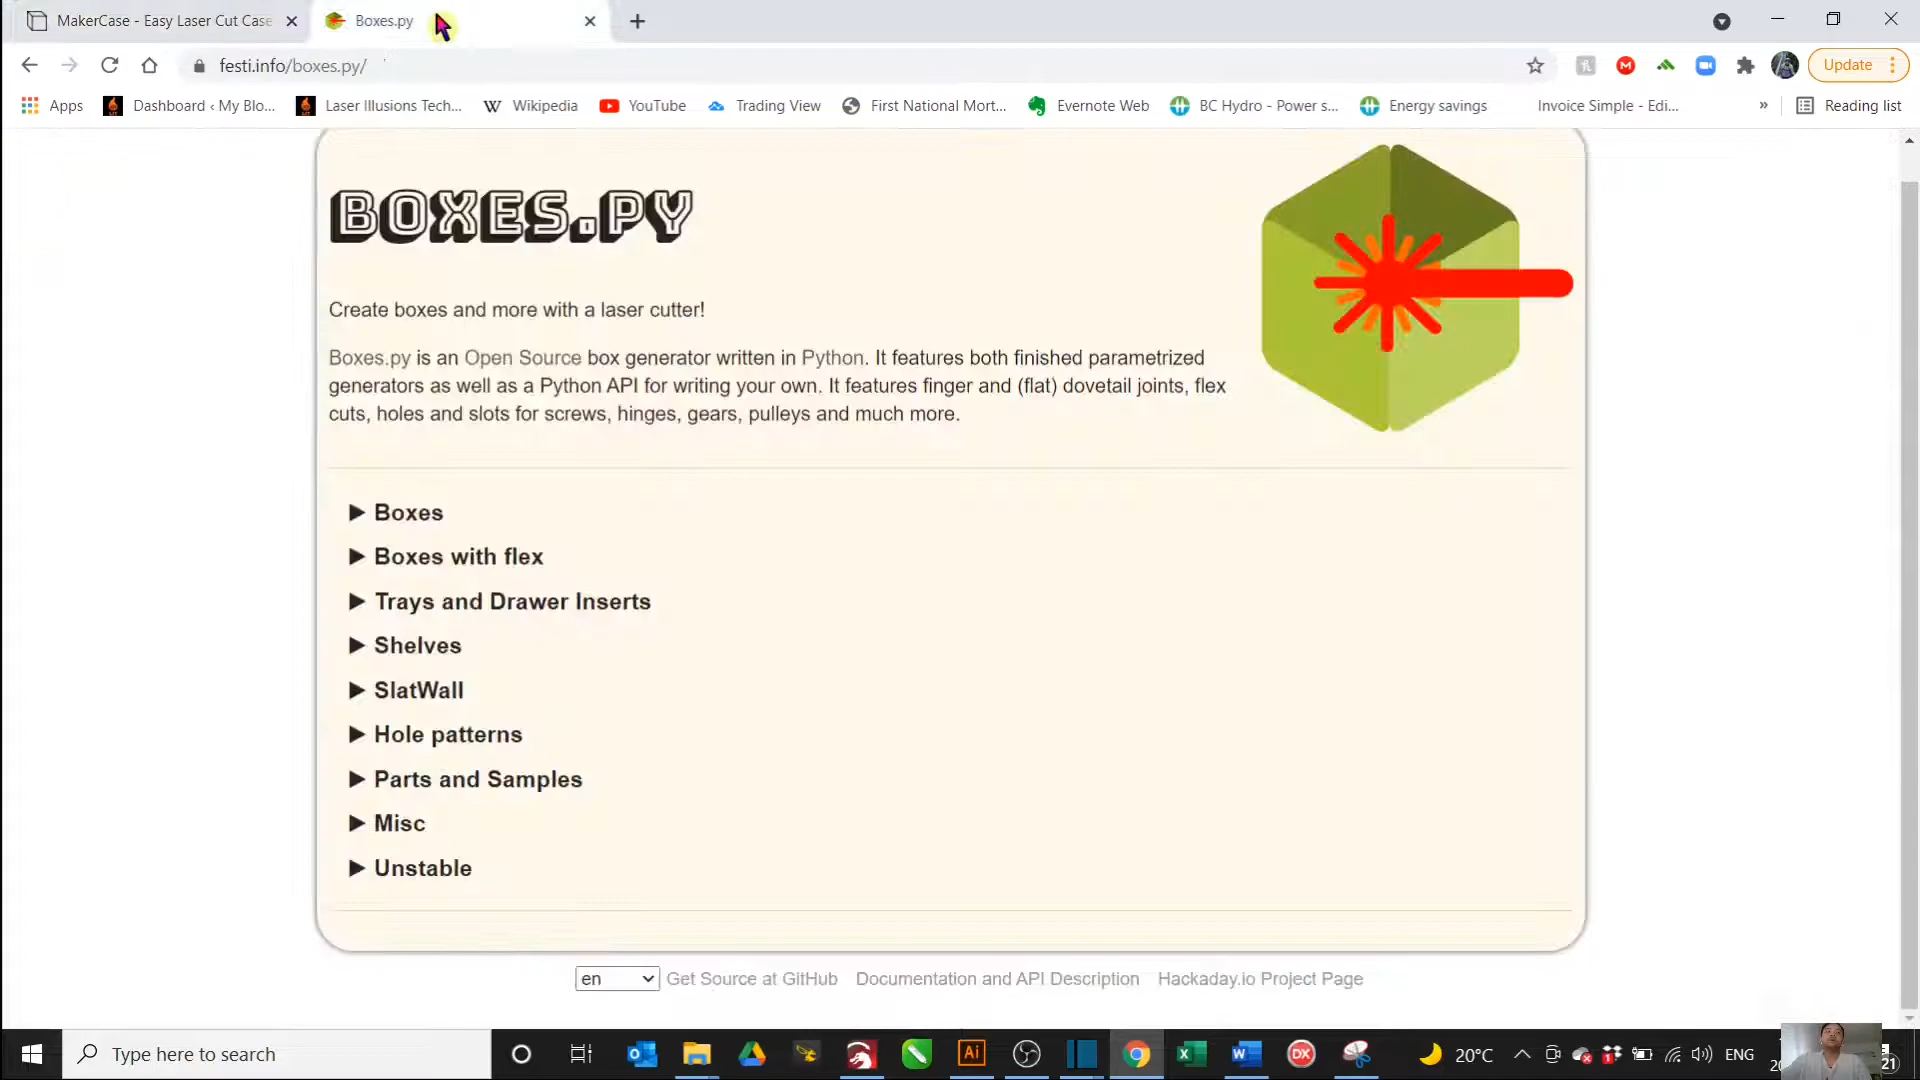 MakerCase - Easy Laser Cut Case
Boxes.py
festi.info/boxes.py/
Update
Apps
Dashboard ‹ My Blo...
Laser Illusions Tech...
W Wikipedia
YouTube
Trading View
First National Mort...
Evernote Web
BC Hydro - Power s...
Energy savings
Invoice Simple - Edi...
»
Reading list
BOXES.PY
Create boxes and more with a laser cutter!
Boxes.py is an Open Source box generator written in Python. It features both finished parametrized
generators as well as a Python API for writing your own. It features finger and (flat) dovetail joints, flex
cuts, holes and slots for screws, hinges, gears, pulleys and much more.
Boxes
Boxes with flex
Trays and Drawer Inserts
Shelves
SlatWall
Hole patterns
Parts and Samples
Misc
Unstable
en
Get Source at GitHub Documentation and API Description Hackaday.io Project Page
Type here to search
Ai
DX
20°C
ENG